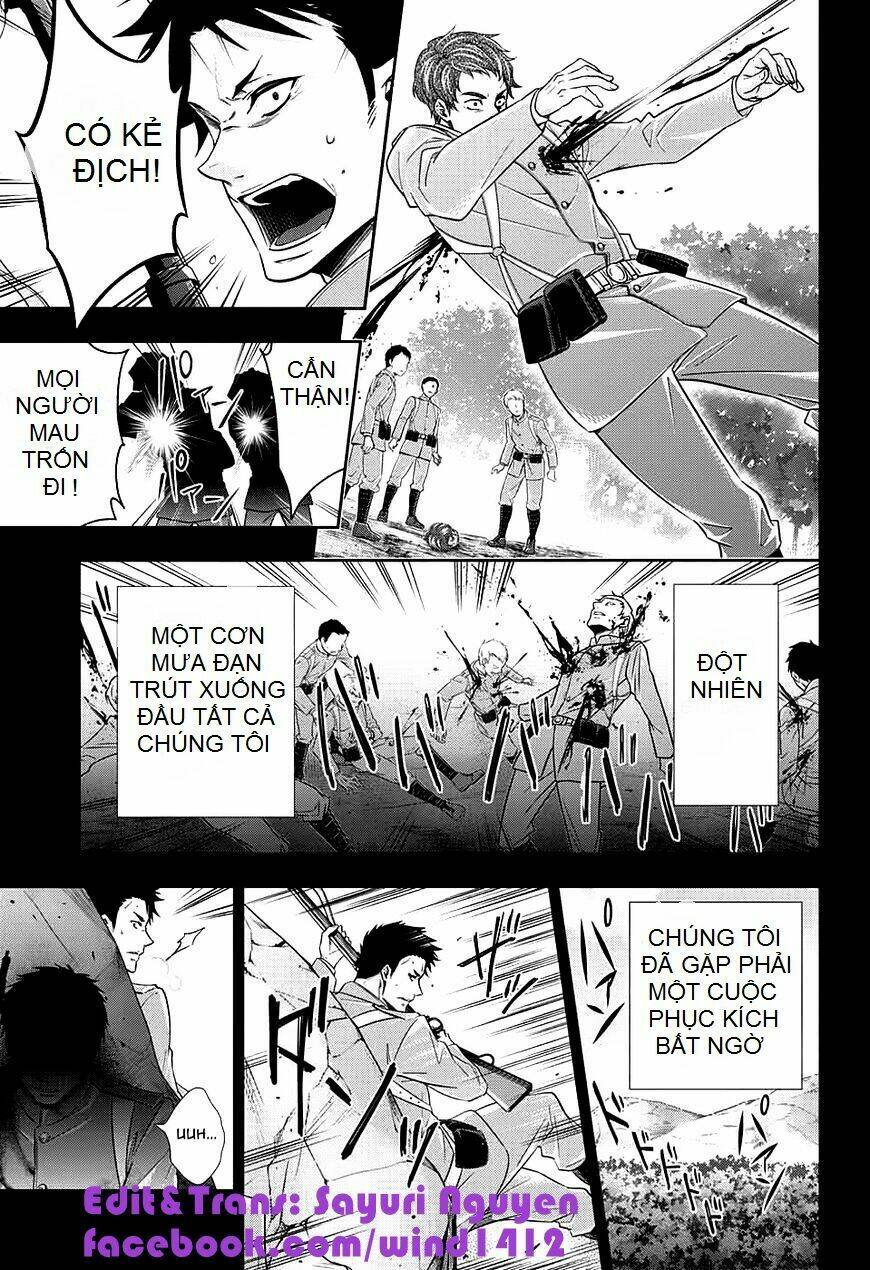 CÓ KẺ
ĐỊCH!
CẨN
THẬN!
MỌI
NGƯỜI
MAU
TRỐN
ĐI !
ĐỘT
NHIÊN
MỘT CƠN
MƯA ĐẠN
TRÚT XUỐNG
ĐẦU TẤT CẢ
CHÚNG TÔI
CHÚNG TÔI
ĐÃ GẶP PHẢI
MỘT CUỘC
PHỤC KÍCH
BẤT NGỜ
UUH...
Edit&Trans: Sayuri Nguyen
facebook.com/wind1412